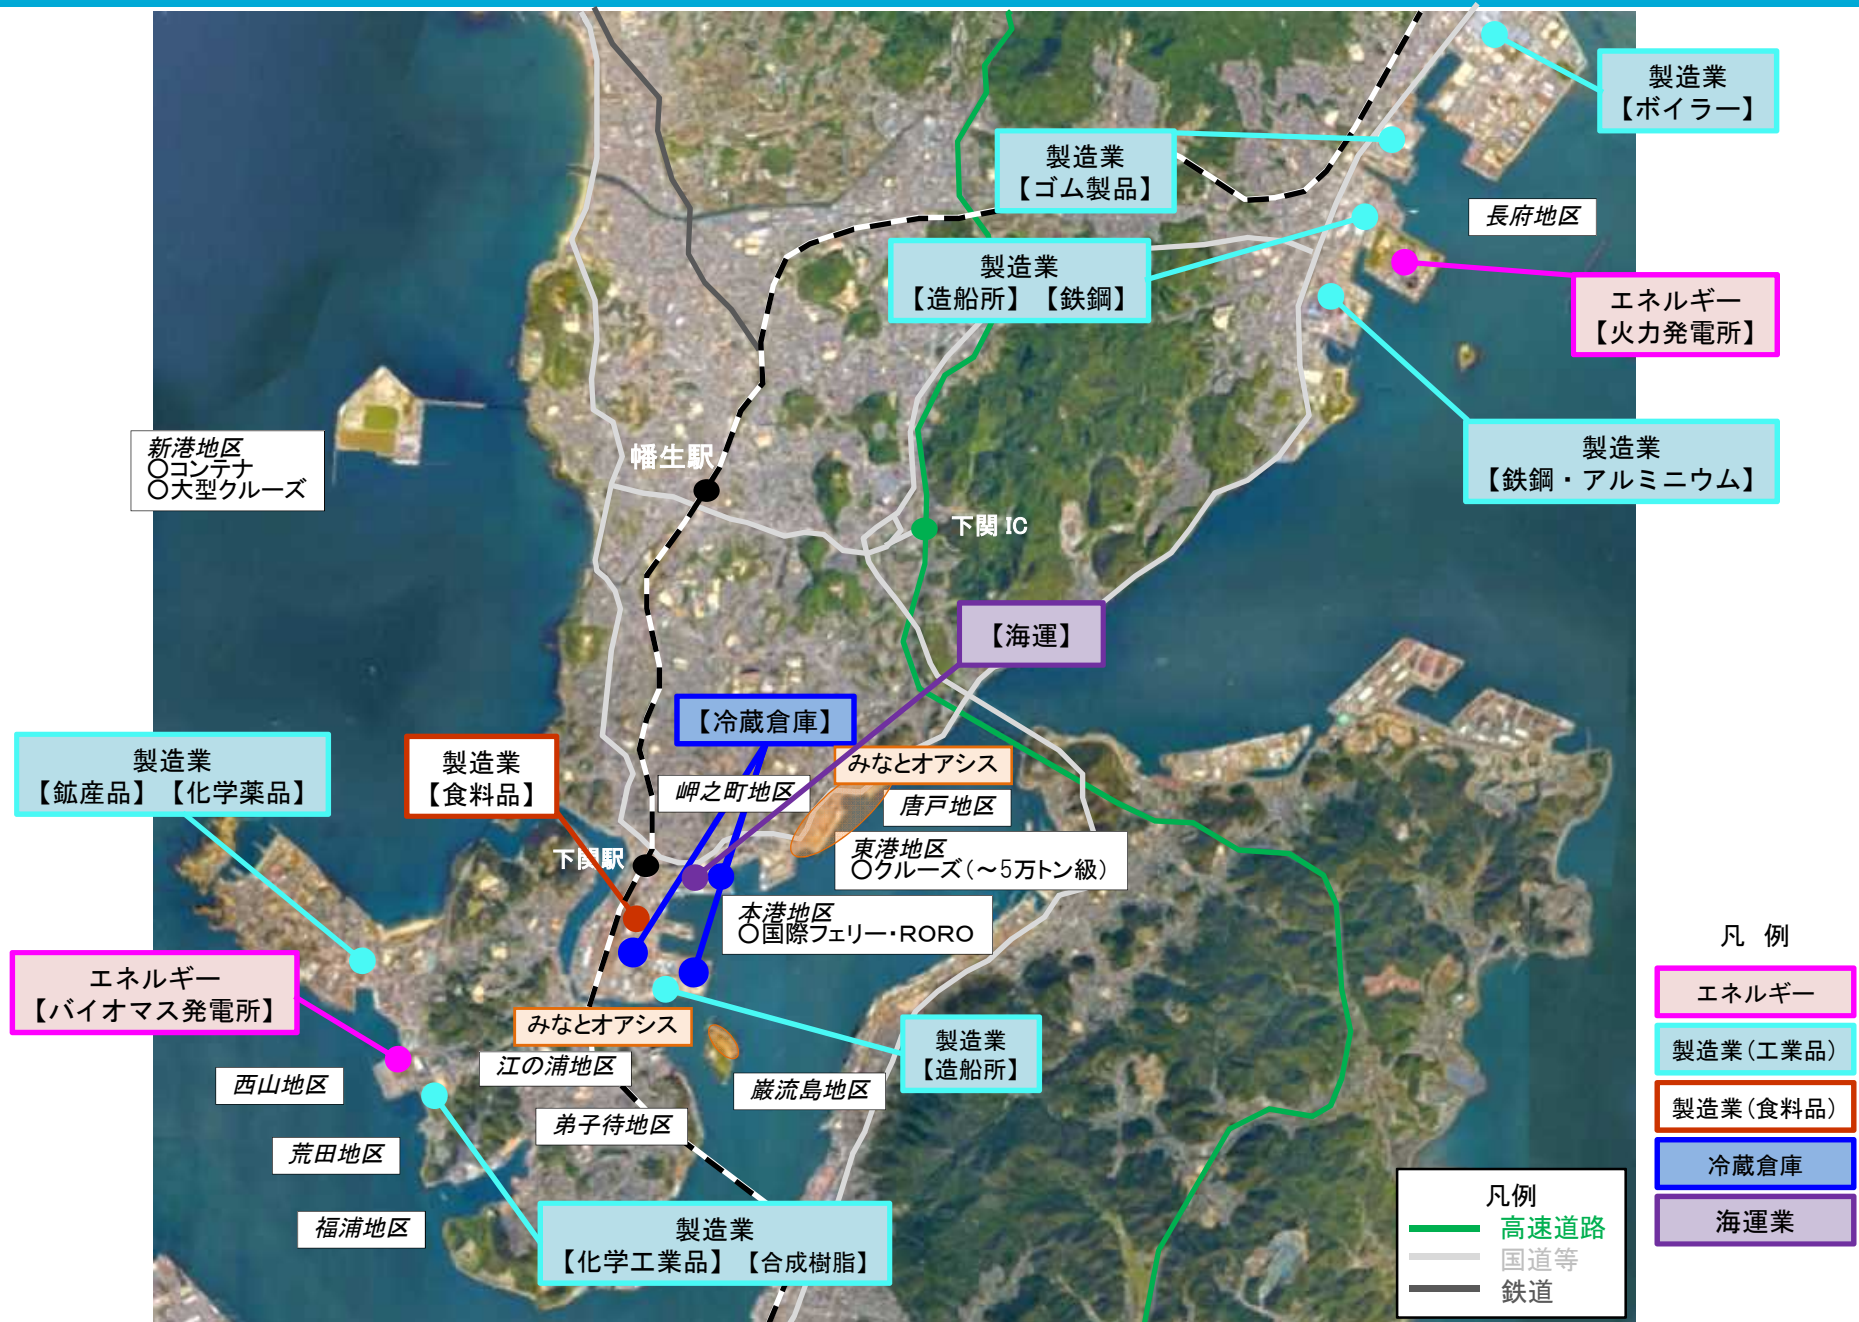 製造業
【ボイラー】
製造業
【ゴム製品】
長府地区
製造業
【造船所】【鉄鋼】
エネルギー
【火力発電所】
製造業
【鉄鋼・アルミニウム】
新港地区
○コンテナ
○大型クルーズ
幡生駅
下関 IC
【海運】
【冷蔵倉庫】
製造業
【鉱産品】【化学薬品】
製造業
【食料品】
みなとオアシス
岬之町地区
唐戸地区
下関駅
東港地区
○クルーズ(～5万トン級)
本港地区
○国際フェリー・RORO
エネルギー
【バイオマス発電所】
みなとオアシス
製造業
【造船所】
江の浦地区
西山地区
巌流島地区
弟子待地区
荒田地区
福浦地区
製造業
【化学工業品】【合成樹脂】
凡例
高速道路
国道等
鉄道
凡 例
エネルギー
製造業(工業品)
製造業(食料品)
冷蔵倉庫
海運業